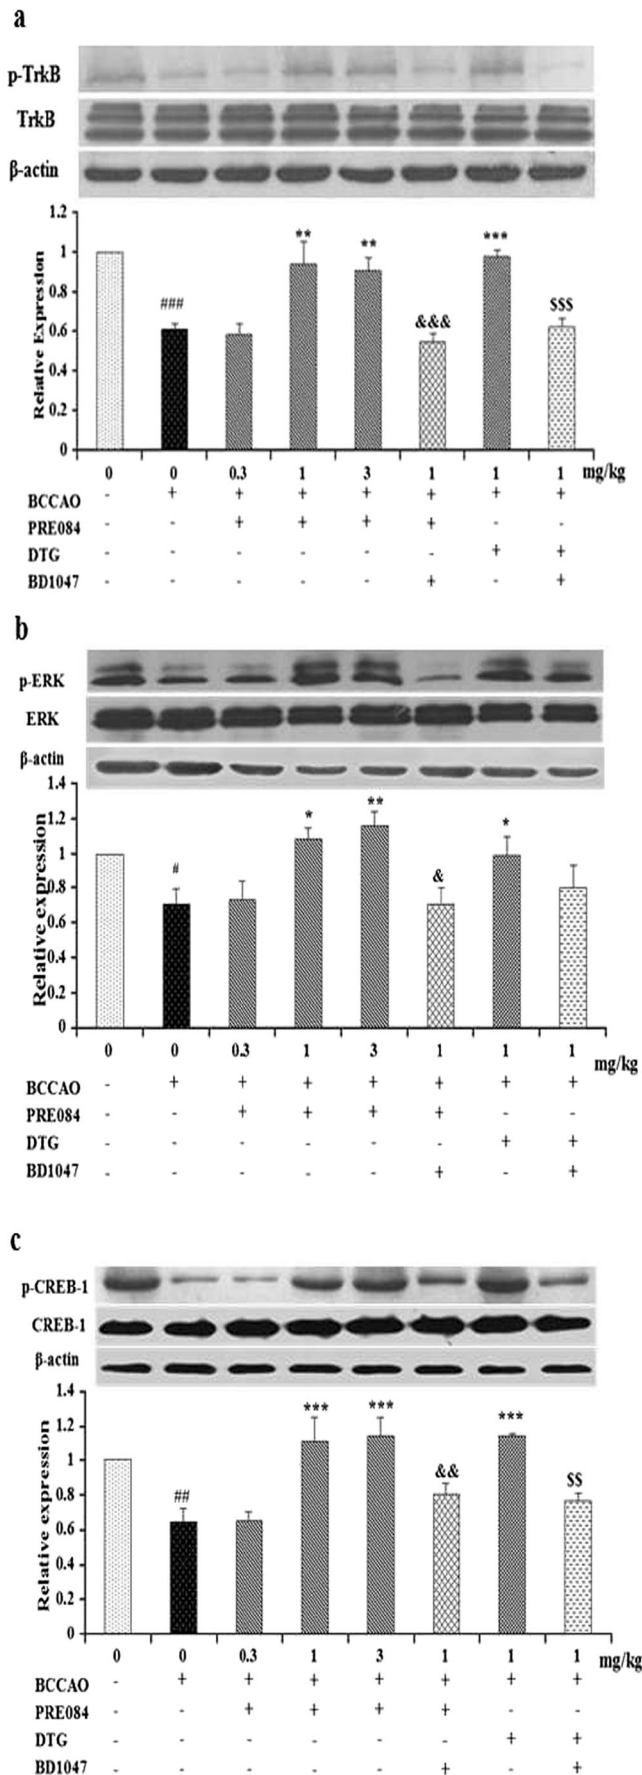 a
p-TrkB
TrkB
β-actin
Relative Expression
1.2
1
0.8
0.6
0.4
0.2
0
###
**
**
&&&
***
$$$
0 0 0.3 1 3 1 1 1 mg/kg
BCCAO - + + + + + + +
PRE084 - - + + + + - -
DTG - - - - - - + +
BD1047 - - - - - + - +
b
p-ERK
ERK
β-actin
Relative expression
1.4
1.2
1
0.8
0.6
0.4
0.2
0
#
*
**
&
*
0 0 0.3 1 3 1 1 1 mg/kg
BCCAO - + + + + + + +
PRE084 - - + + + + - -
DTG - - - - - - + +
BD1047 - - - - - + - +
c
p-CREB-1
CREB-1
β-actin
Relative expression
1.4
1.2
1
0.8
0.6
0.4
0.2
0
##
***
***
&&
***
$$
0 0 0.3 1 3 1 1 1 mg/kg
BCCAO - + + + + + + +
PRE084 - - + + + + - -
DTG - - - - - - + +
BD1047 - - - - - + - +